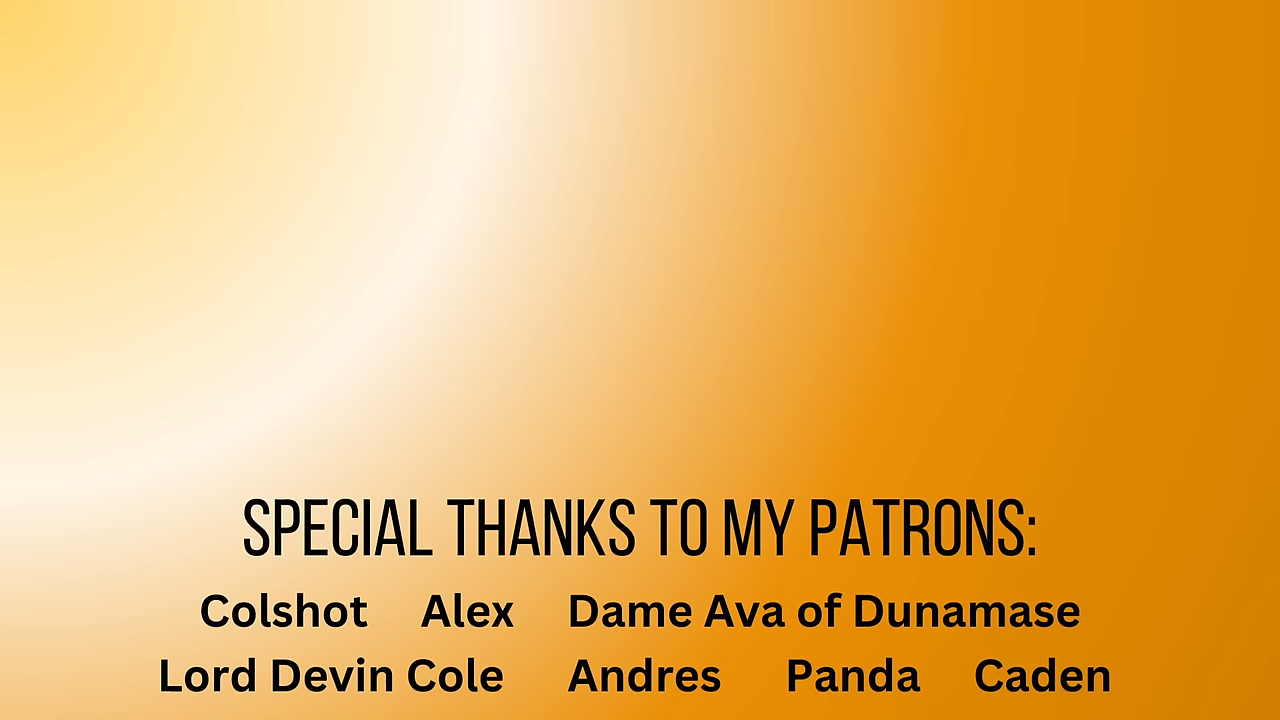 SPECIAL THANKS TO MY PATRONS:
Colshot Alex Dame Ava of Dunamase
Lord Devin Cole Andres Panda Caden